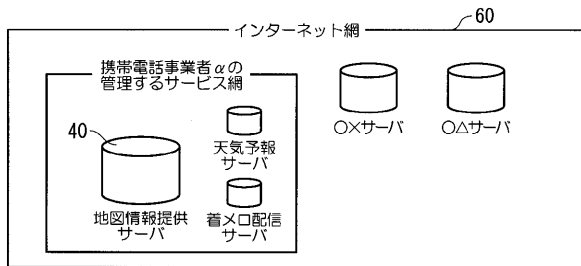 インターネット網
60
携帯電話事業者αの
管理するサービス網
40
地図情報提供
サーバ
天気予報
サーバ
着メロ配信
サーバ
〇×サーバ
〇△サーバ